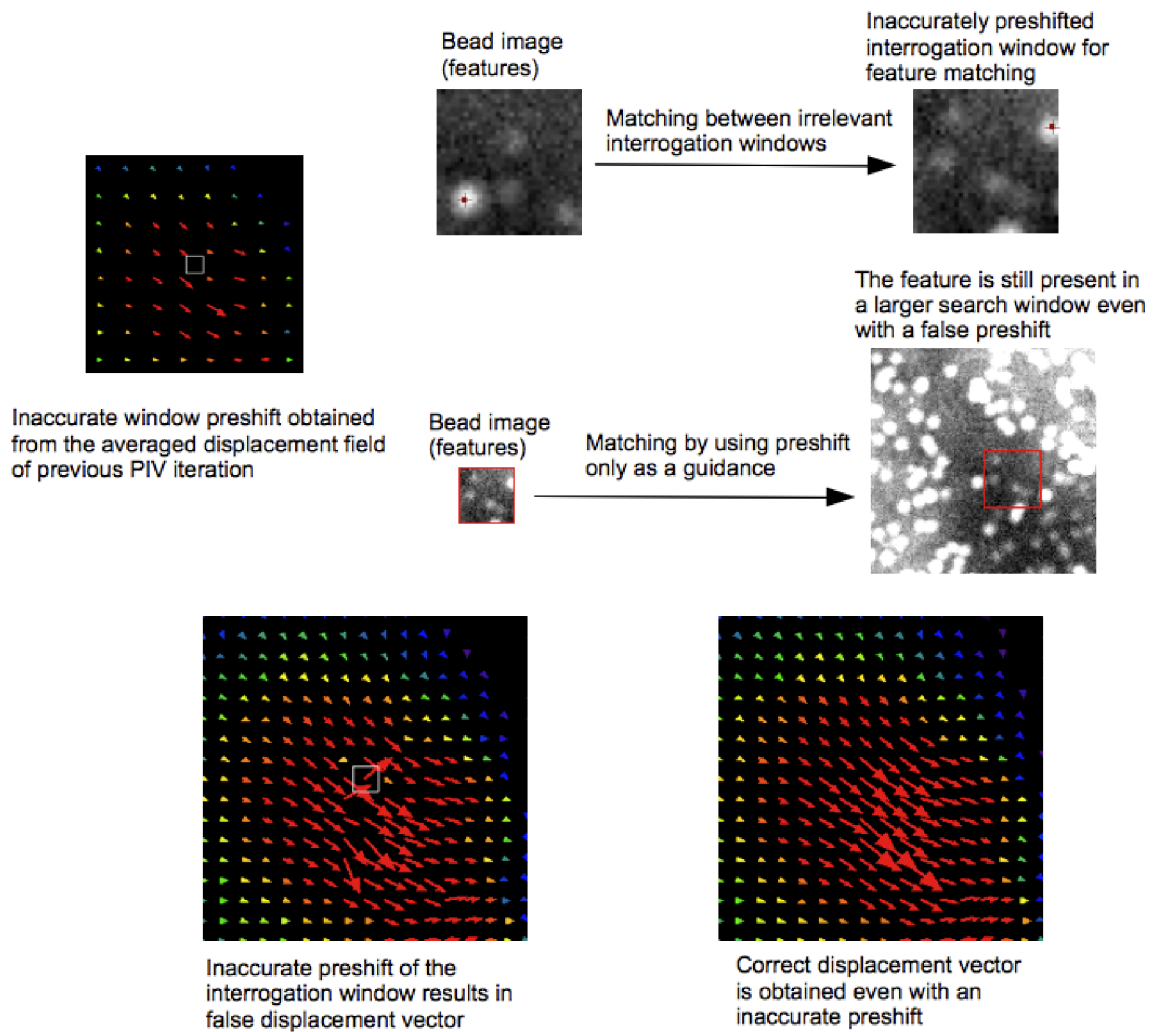 Bead image
(features)
Matching between irrelevant
interrogation windows
Inaccurately preshifted
interrogation window for
feature matching
Inaccurate window preshift obtained
from the averaged displacement field
of previous PIV iteration
Bead image
(features)
Matching by using preshift
only as a guidance
The feature is still present in
a larger search window even
with a false preshift
Inaccurate preshift of the
interrogation window results in
false displacement vector
Correct displacement vector
is obtained even with an
inaccurate preshift